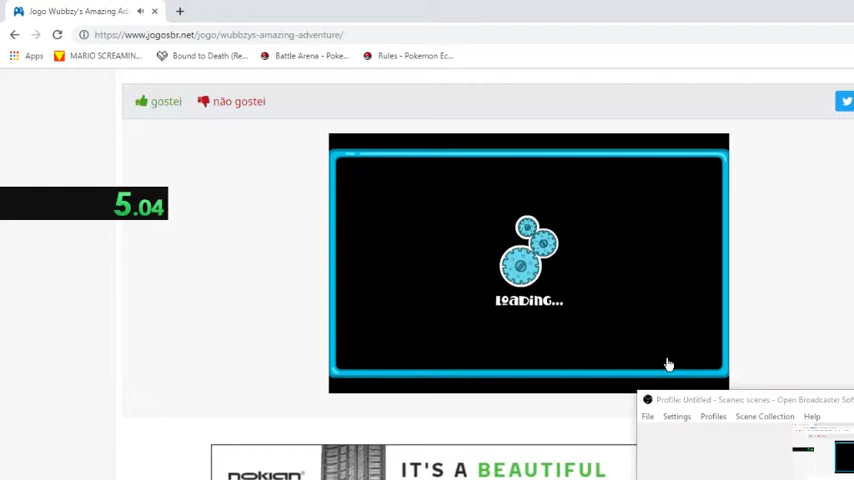 Jogo Wubbzy's Amazing Ad
https://www.jogosbr.net/jogo/wubbzys-amazing-adventure/
Apps MARIO SCREAMIN... Bound to Death (Re... Battle Arena - Poke... Rules - Pokemon Ec...
gostei não gostei
5.04
Loading...
Profile: Untitled - Scenes: scenes - Open Broadcaster Sof
File Settings Profiles Scene Collection Help
NOKIAN
IT'S A BEAUTIFUL